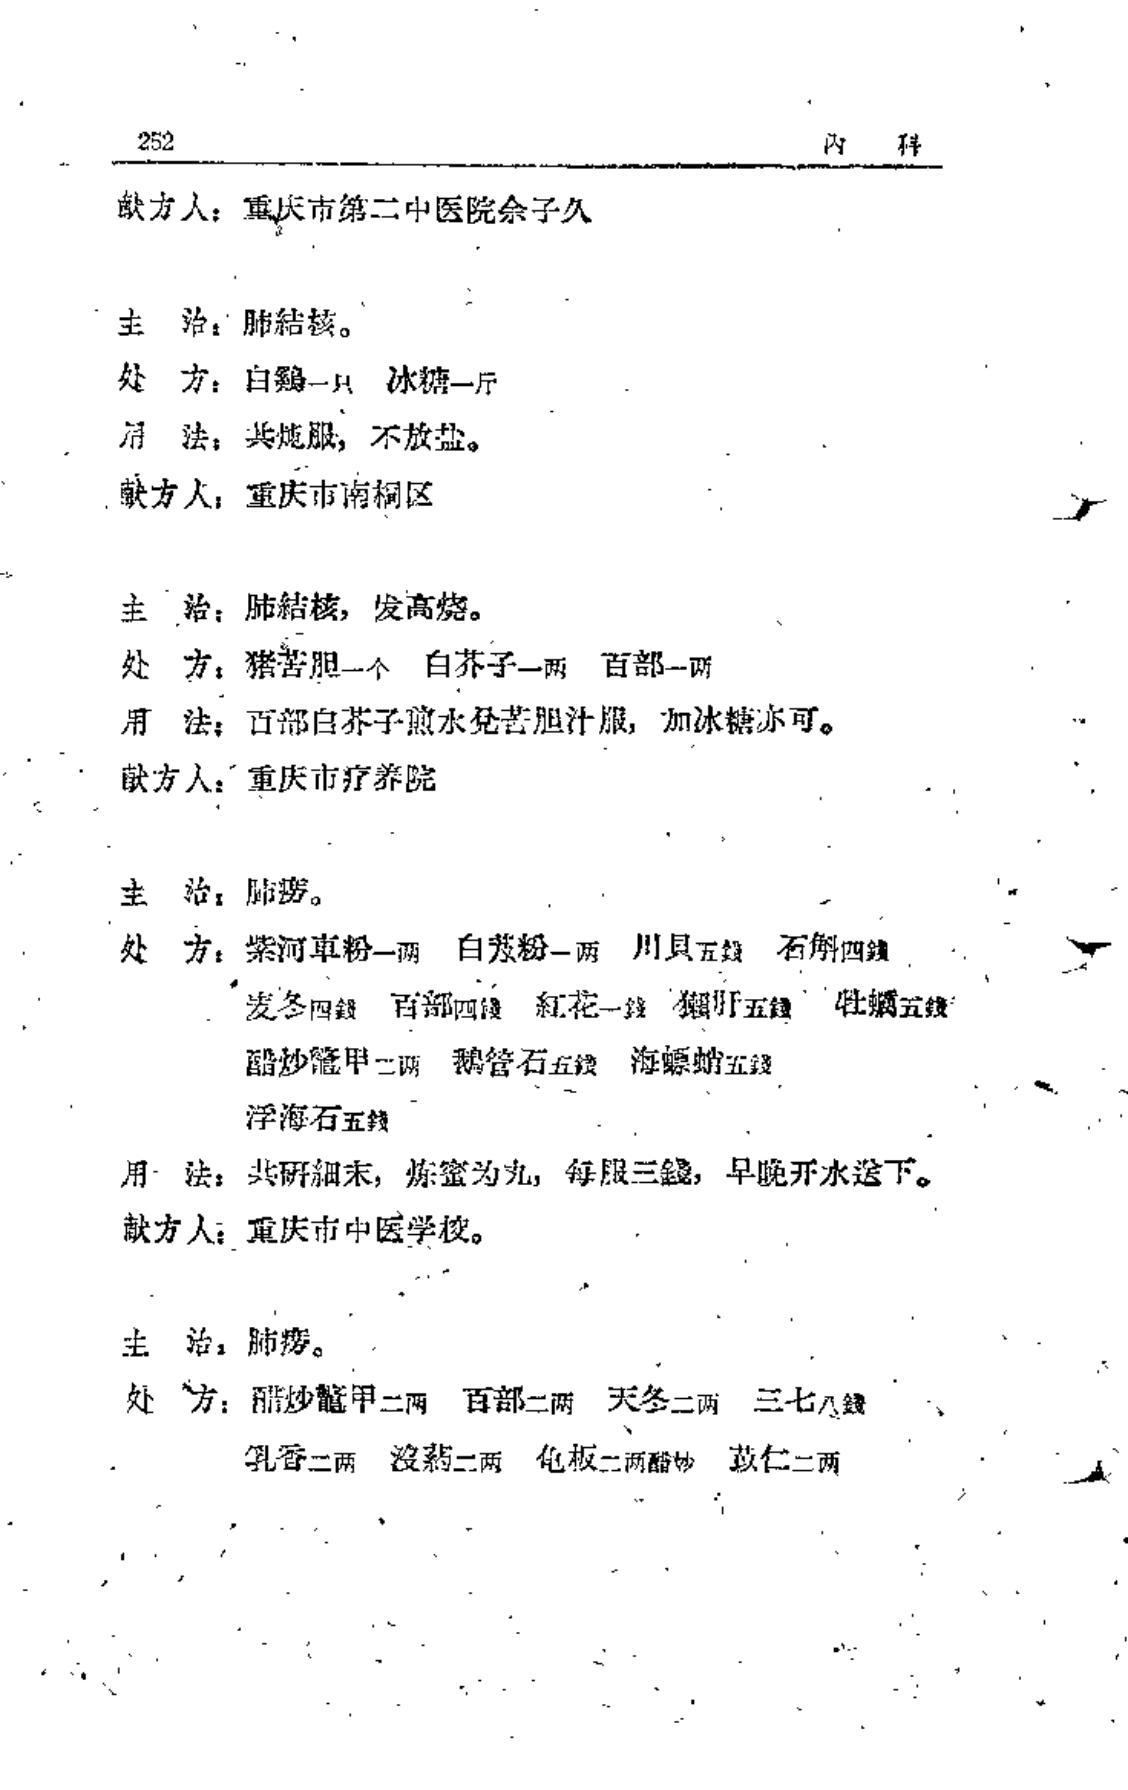 252 內 科
献方人：重庆市第二中医院余子久
主 治：肺結核。
处 方：白鷄一只 冰糖一斤
用 法：共炖服，不放盐。
献方人：重庆市南桐区
主 治：肺結核，发高烧。
处 方：猪苦胆一个 白芥子一两 百部一两
用 法：百部白芥子煎水兌苦胆汁服，加冰糖亦可。
献方人：重庆市疗养院
主 治：肺痨。
处 方：紫河車粉一两 白芨粉一两 川貝五錢 石斛四錢
麦冬四錢 百部四錢 紅花一錢 獺肝五錢 牡蠣五錢
醋炒鼈甲二两 鹅管石五錢 海螵蛸五錢
浮海石五錢
用 法：共研細末，炼蜜为丸，每服三錢，早晚开水送下。
献方人：重庆市中医学校。
主 治：肺痨。
处 方：醋炒鼈甲二两 百部二两 天冬二两 三七八錢
乳香二两 沒葯二两 龟板二两醋炒 苡仁二两